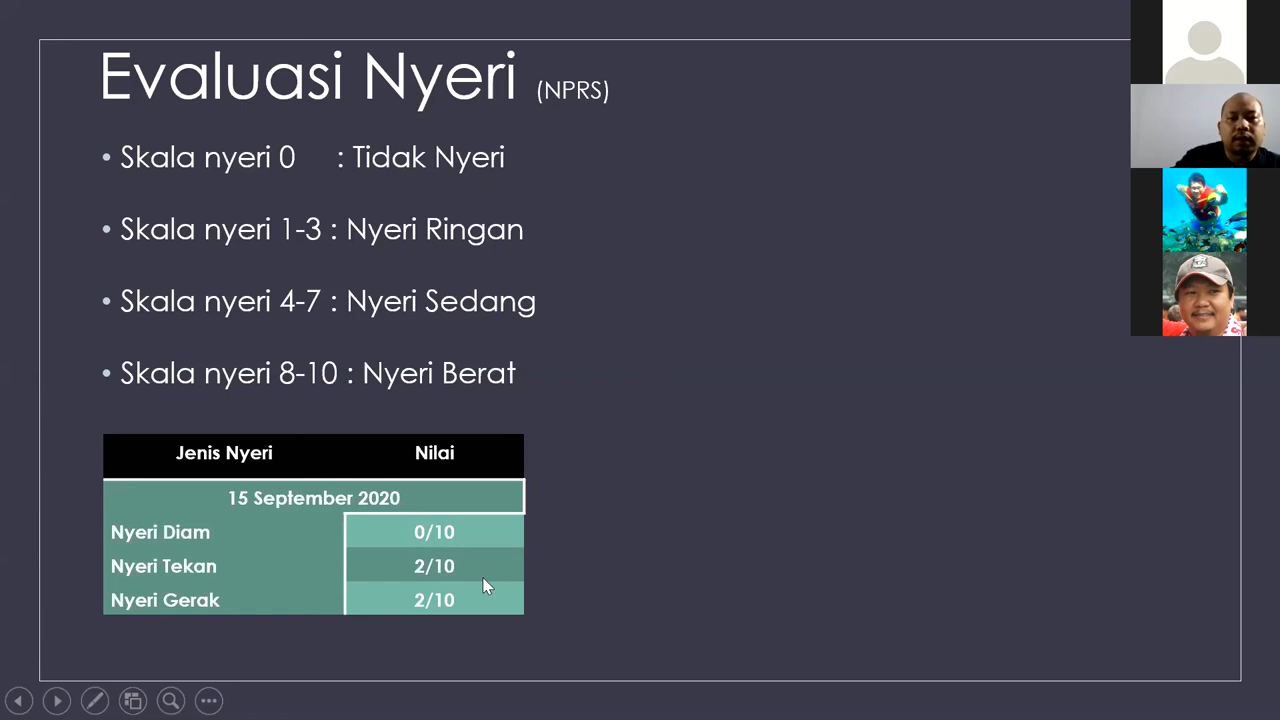 Evaluasi Nyeri (NPRS)
• Skala nyeri 0 : Tidak Nyeri
• Skala nyeri 1-3 : Nyeri Ringan
• Skala nyeri 4-7 : Nyeri Sedang
• Skala nyeri 8-10 : Nyeri Berat
Jenis Nyeri Nilai
15 September 2020
Nyeri Diam 0/10
Nyeri Tekan 2/10
Nyeri Gerak 2/10